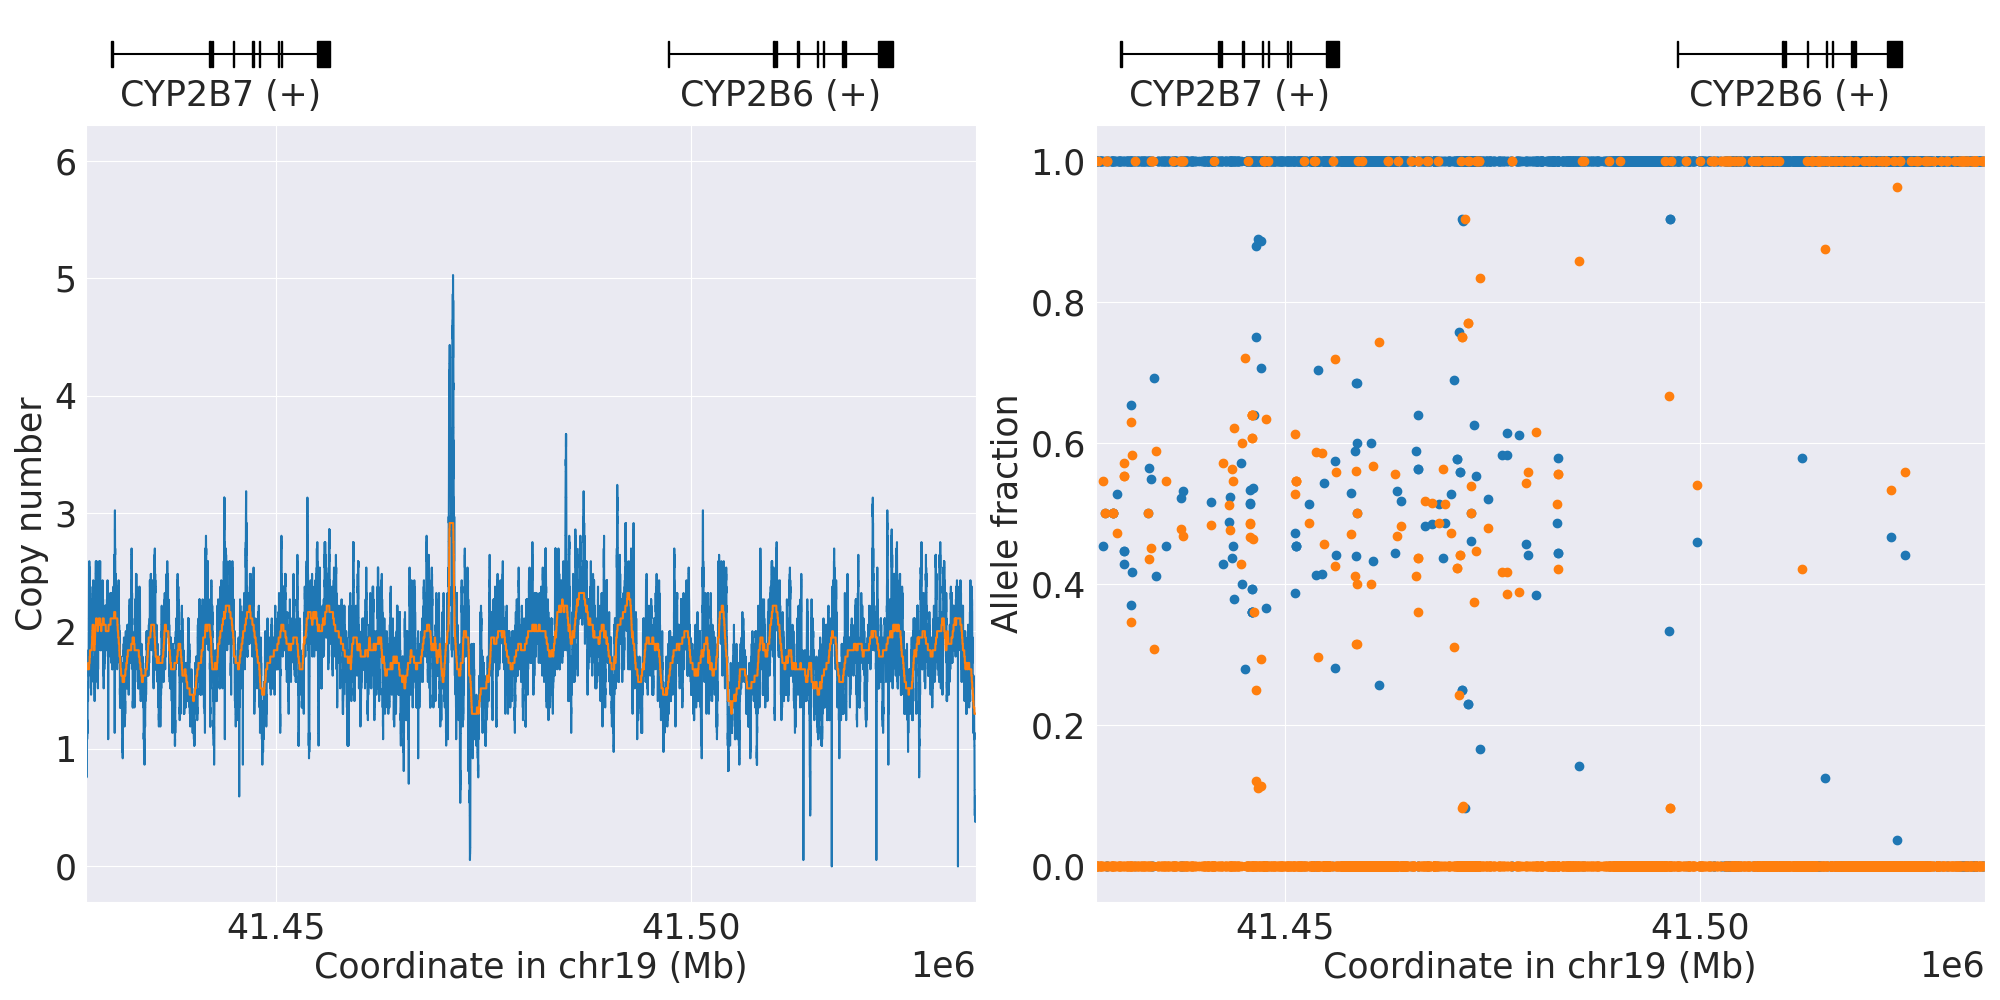 CYP2B7 (+)
CYP2B6 (+)
6
5
4
3
2
1
0
Copy number
41.45
41.50
Coordinate in chr19 (Mb)
1e6
CYP2B7 (+)
CYP2B6 (+)
1.0
0.8
0.6
0.4
0.2
0.0
Allele fraction
41.45
41.50
Coordinate in chr19 (Mb)
1e6